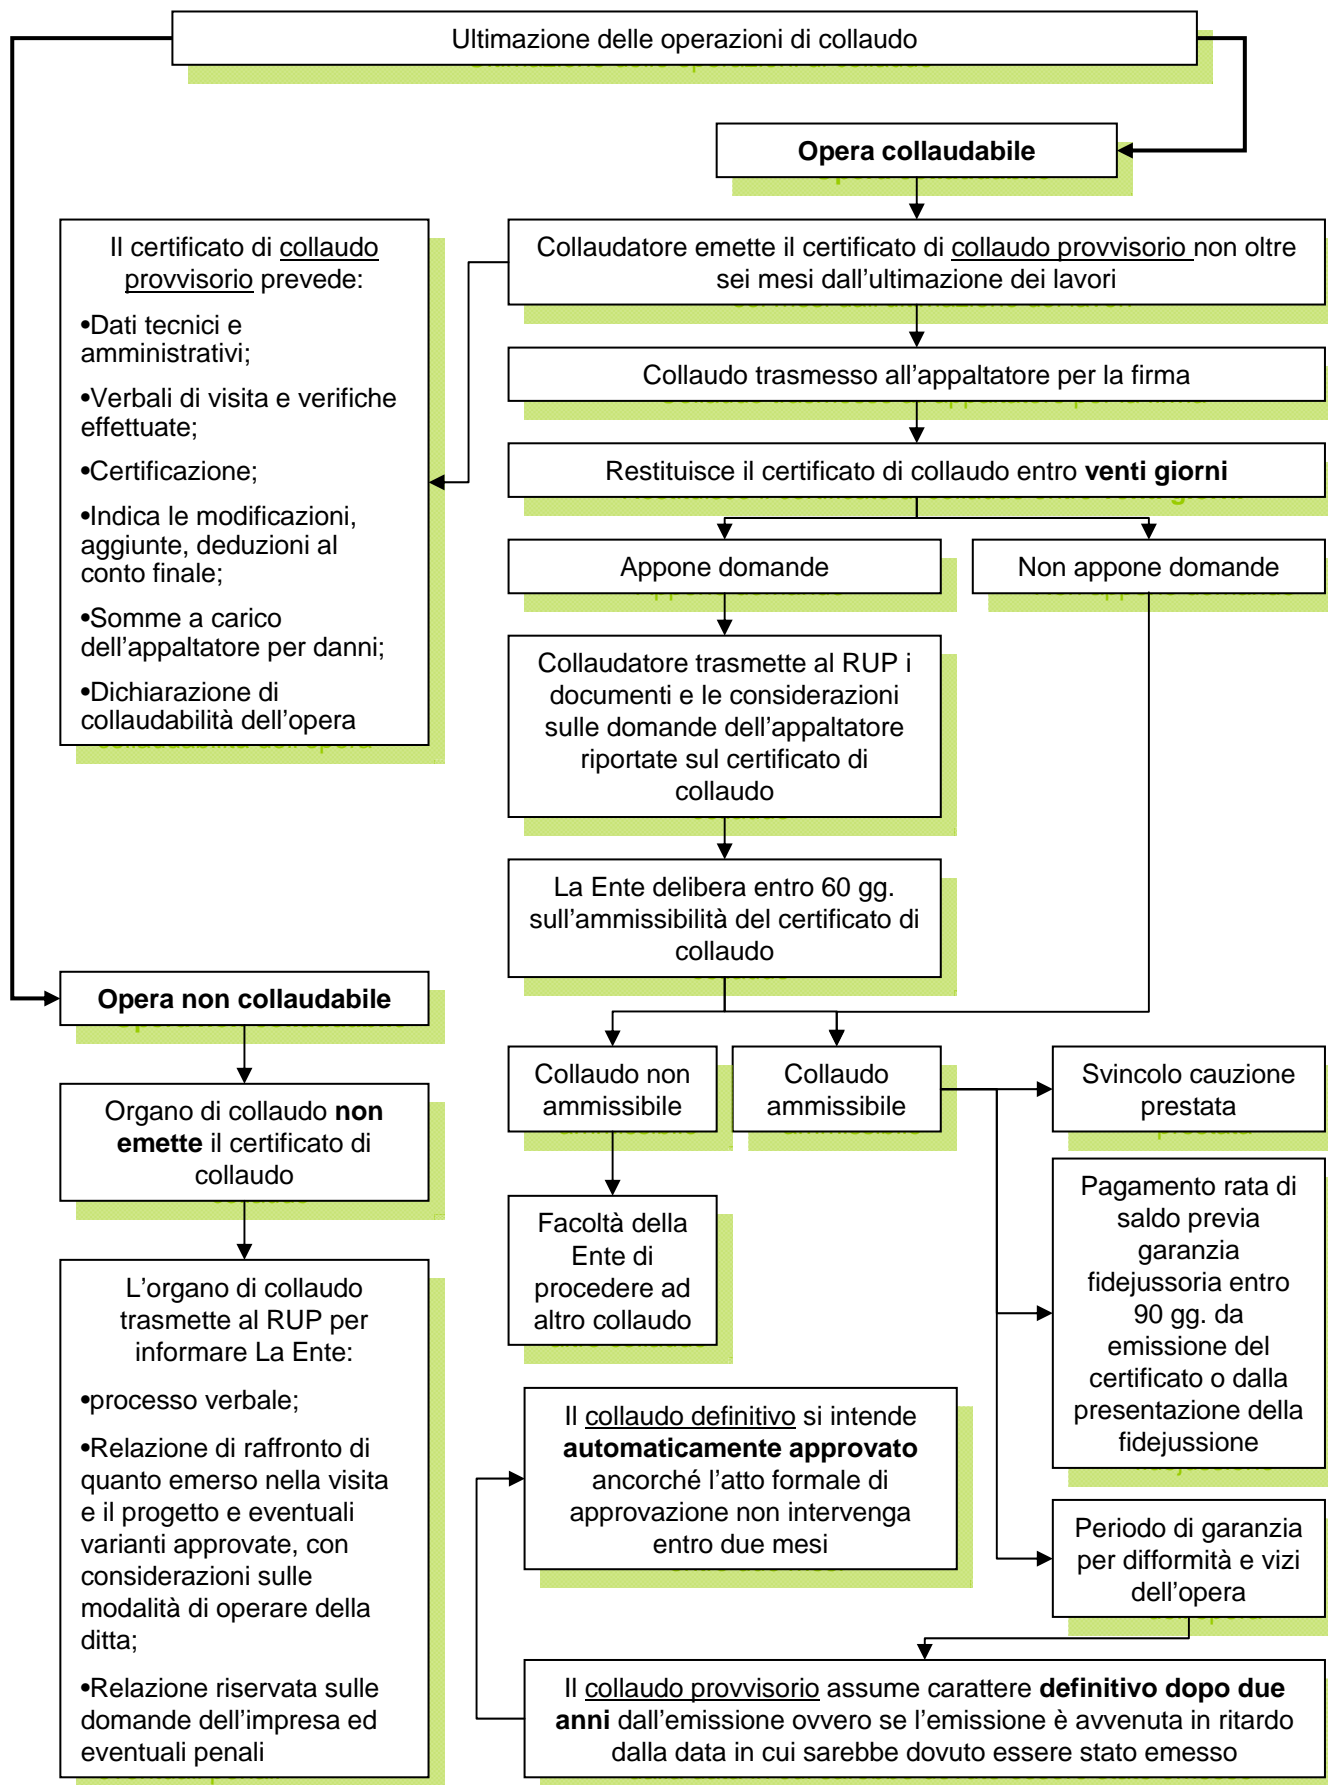 Ultimazione delle operazioni di collaudo
Opera collaudabile
Il certificato di collaudo
provvisorio prevede:
•Dati tecnici e
amministrativi;
•Verbali di visita e verifiche
effettuate;
•Certificazione;
•Indica le modificazioni,
aggiunte, deduzioni al
conto finale;
•Somme a carico
dell’appaltatore per danni;
•Dichiarazione di
collaudabilità dell’opera
Collaudatore emette il certificato di collaudo provvisorio non oltre
sei mesi dall’ultimazione dei lavori
Collaudo trasmesso all’appaltatore per la firma
Restituisce il certificato di collaudo entro venti giorni
Appone domande
Non appone domande
Collaudatore trasmette al RUP i
documenti e le considerazioni
sulle domande dell’appaltatore
riportate sul certificato di
collaudo
La Ente delibera entro 60 gg.
sull’ammissibilità del certificato di
collaudo
Opera non collaudabile
Organo di collaudo non
emette il certificato di
collaudo
L’organo di collaudo
trasmette al RUP per
informare La Ente:
•processo verbale;
•Relazione di raffronto di
quanto emerso nella visita
e il progetto e eventuali
varianti approvate, con
considerazioni sulle
modalità di operare della
ditta;
•Relazione riservata sulle
domande dell’impresa ed
eventuali penali
Collaudo non
ammissibile
Collaudo
ammissibile
Facoltà della
Ente di
procedere ad
altro collaudo
Svincolo cauzione
prestata
Pagamento rata di
saldo previa
garanzia
fidejussoria entro
90 gg. da
emissione del
certificato o dalla
presentazione della
fidejussione
Periodo di garanzia
per difformità e vizi
dell’opera
Il collaudo definitivo si intende
automaticamente approvato
ancorché l’atto formale di
approvazione non intervenga
entro due mesi
Il collaudo provvisorio assume carattere definitivo dopo due
anni dall’emissione ovvero se l’emissione è avvenuta in ritardo
dalla data in cui sarebbe dovuto essere stato emesso